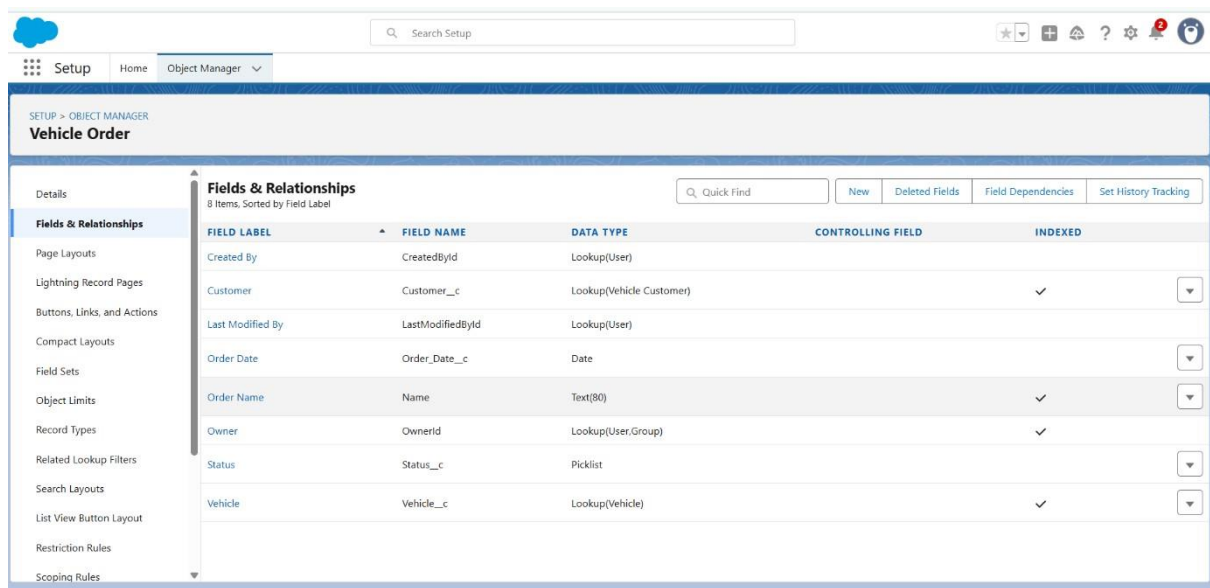 Search Setup
2
Setup Home Object Manager
SETUP > OBJECT MANAGER
Vehicle Order
Details
Fields & Relationships
Page Layouts
Lightning Record Pages
Buttons, Links, and Actions
Compact Layouts
Field Sets
Object Limits
Record Types
Related Lookup Filters
Search Layouts
List View Button Layout
Restriction Rules
Scoping Rules
Fields & Relationships
8 Items, Sorted by Field Label
Quick Find New Deleted Fields Field Dependencies Set History Tracking
FIELD LABEL FIELD NAME DATA TYPE CONTROLLING FIELD INDEXED
Created By CreatedById Lookup(User)
Customer Customer__c Lookup(Vehicle Customer)
Last Modified By LastModifiedById Lookup(User)
Order Date Order_Date__c Date
Order Name Name Text(80)
Owner OwnerId Lookup(User,Group)
Status Status__c Picklist
Vehicle Vehicle__c Lookup(Vehicle)